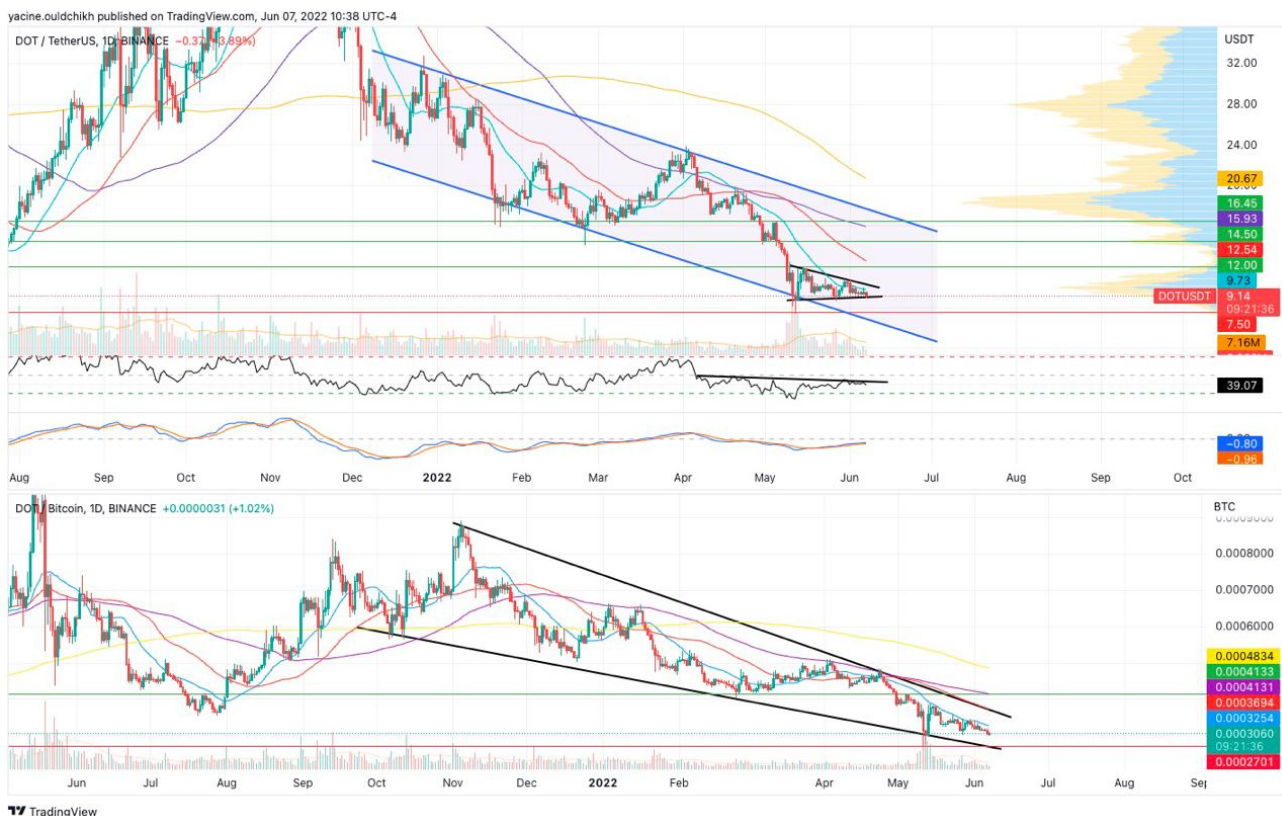 yacine.ouldchikh published on TradingView.com, Jun 07, 2022 10:38 UTC-4
DOT / TetherUS, 1D, BINANCE
USDT
32.00
28.00
24.00
20.67
16.45
15.93
14.50
12.54
12.00
9.73
DOTUSDT 9.14
09:21:36
7.50
7.16M
39.07
−0.80
−0.96
Aug Sep Oct Nov Dec 2022 Feb Mar Apr May Jun Jul Aug Sep Oct
DOT / Bitcoin, 1D, BINANCE +0.0000031 (+1.02%)
BTC
0.0009000
0.0008000
0.0007000
0.0006000
0.0004834
0.0004133
0.0004131
0.0003694
0.0003254
0.0003060
09:21:36
0.0002701
Jun Jul Aug Sep Oct Nov Dec 2022 Feb Apr May Jun Jul Aug
TradingView